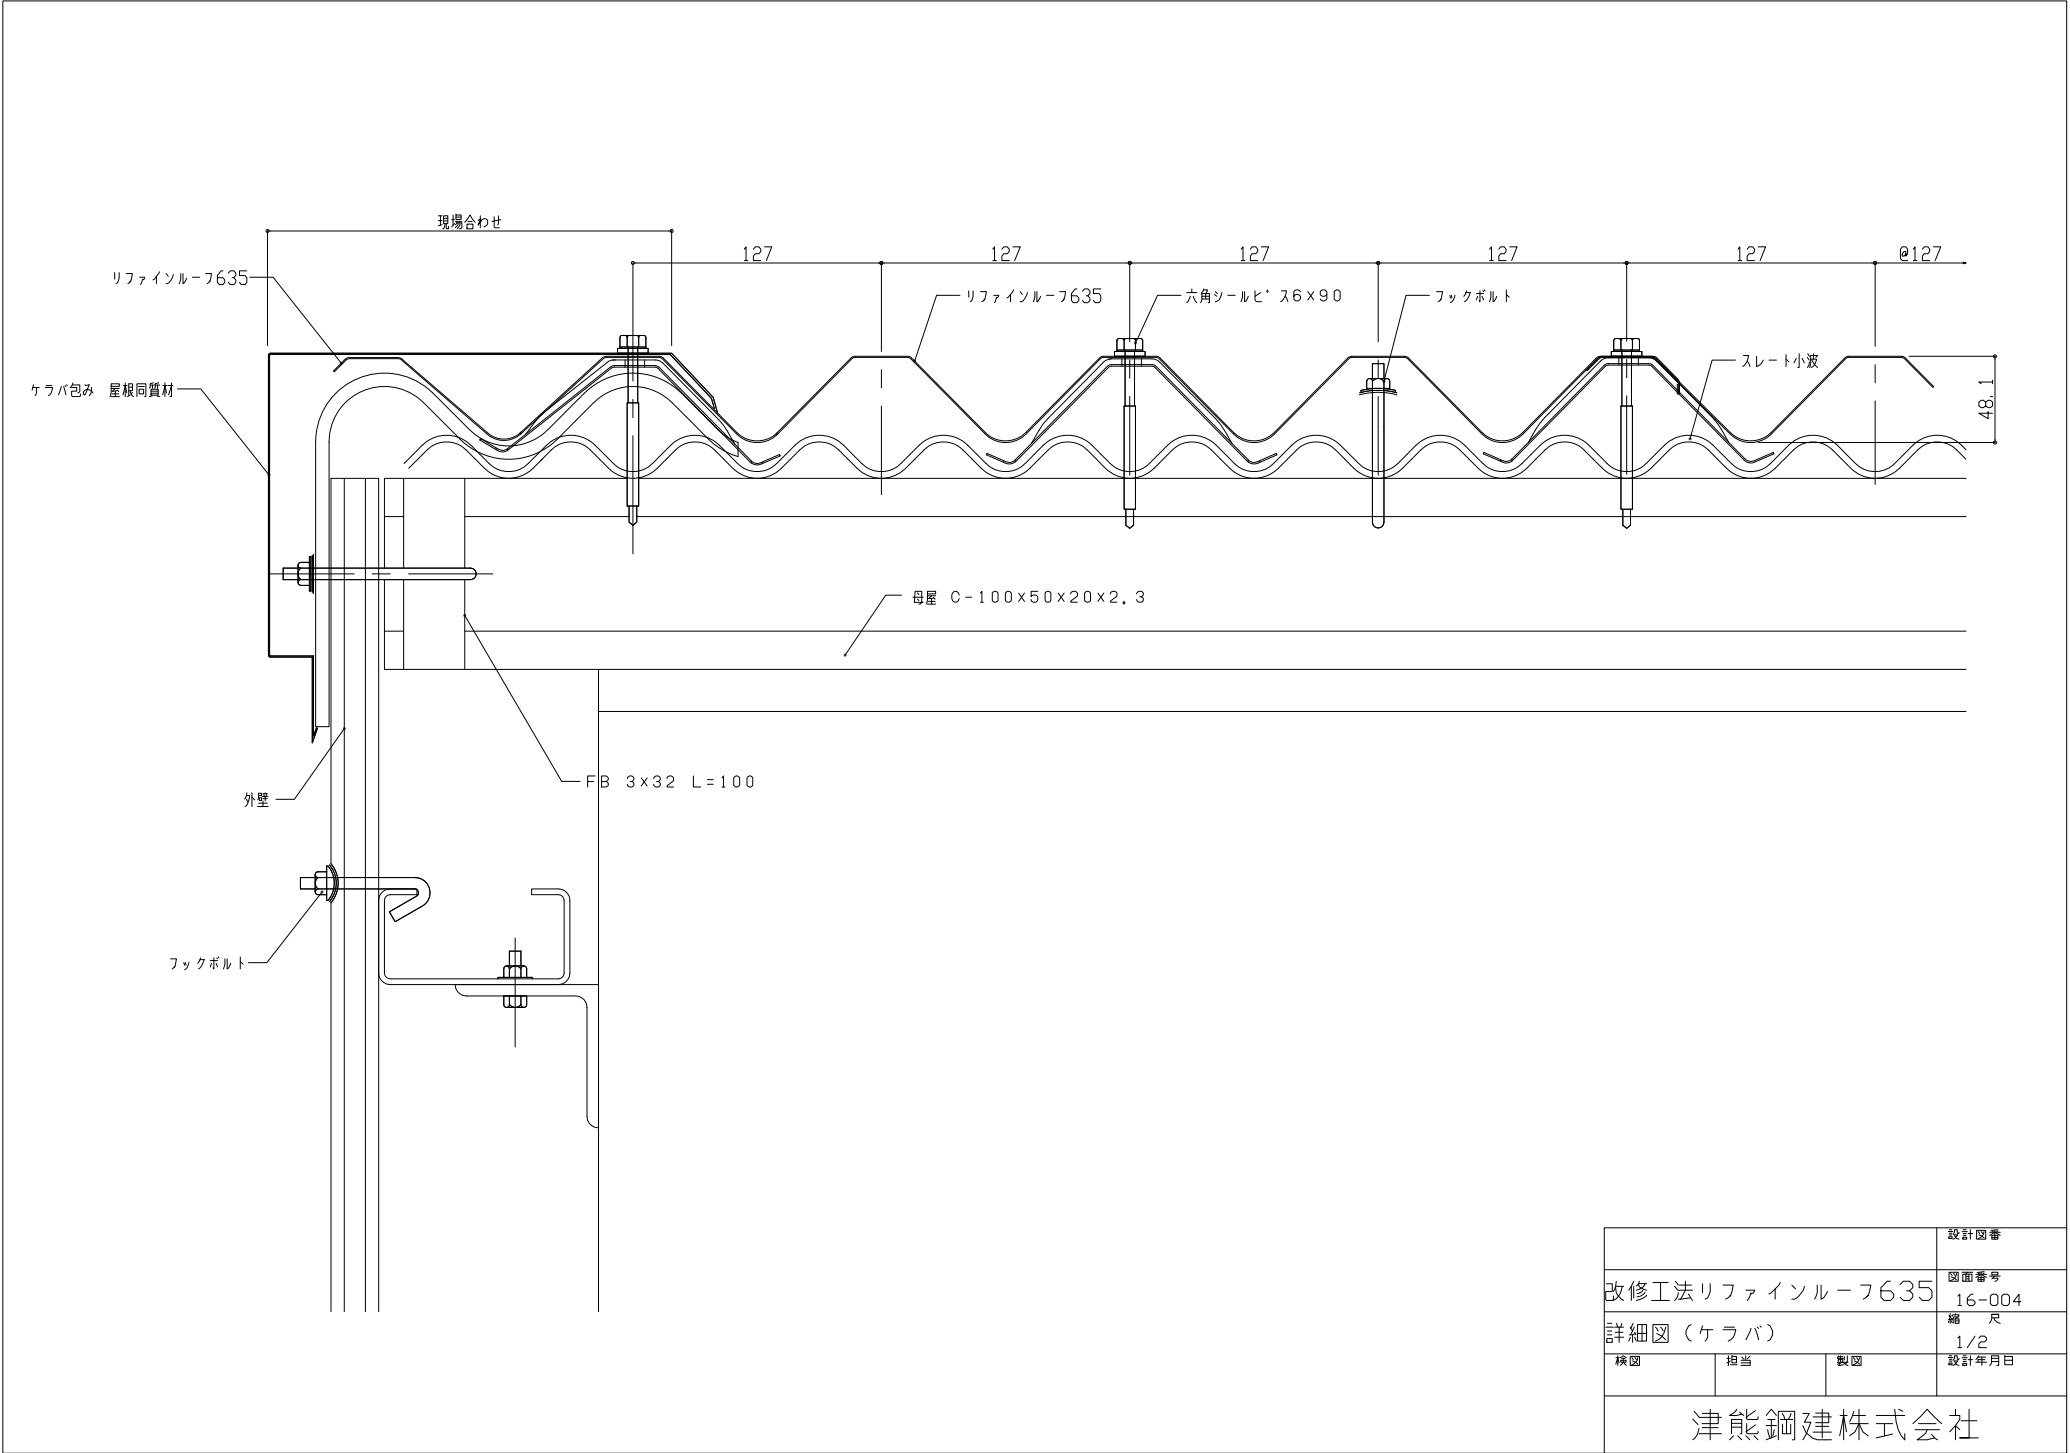 現場合わせ
127
127
127
127
127
@127
リファインルーフ635
リファインルーフ635
六角シールビス6×90
フックボルト
スレート小波
ケラバ包み 屋根同質材
48.1
母屋 C-100×50×20×2.3
FB 3×32 L=100
外壁
フックボルト
設計図番
改修工法リファインルーフ635
図面番号
16-004
詳細図(ケラバ)
縮 尺
1/2
検図
担当
製図
設計年月日
津熊鋼建株式会社